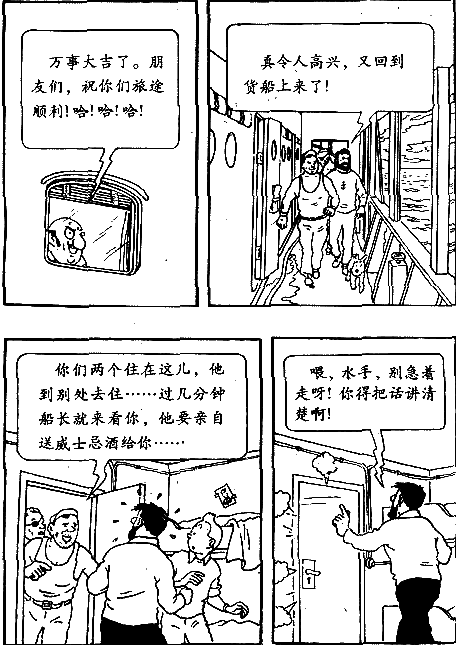 万事大吉了。朋
友们，祝你们旅途
顺利！哈！哈！哈！
真令人高兴，又回到
货船上来了！
你们两个住在这儿，他
到别处去住……过几分钟
船长就来看你，他要亲自
送威士忌酒给你……
喂，水手，别急着
走呀！你得把话讲清
楚啊！